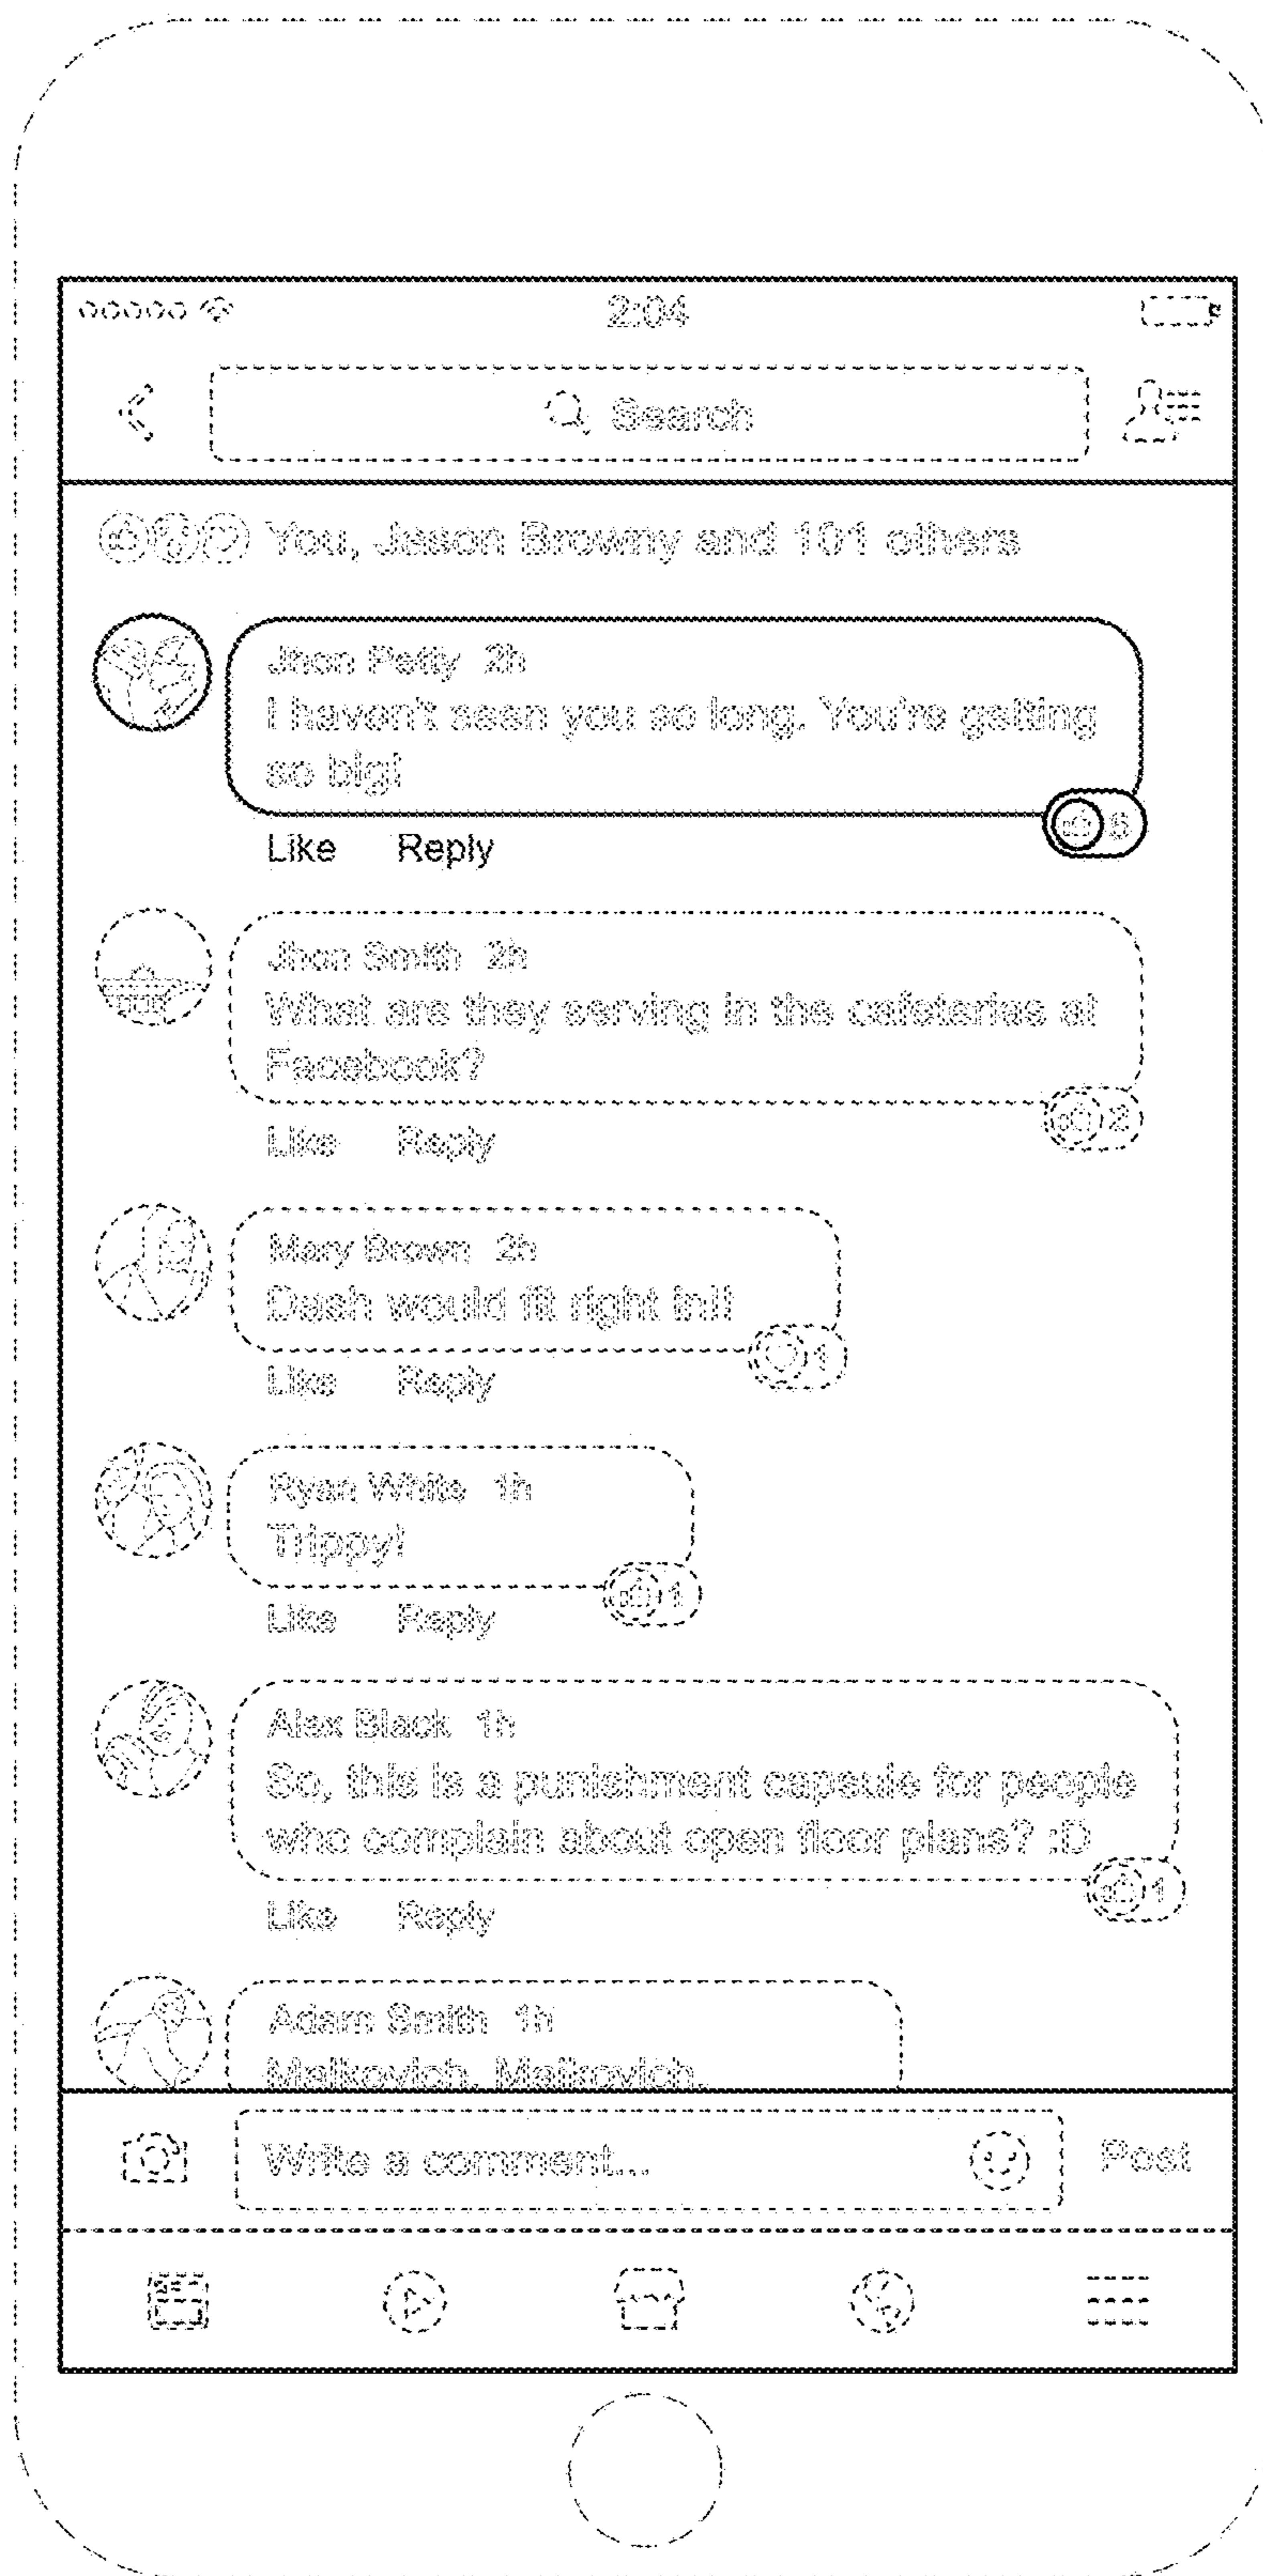 2:04
Search
You, Jason Browny and 101 others
Jhon Petty 2h
I haven't seen you so long. You're getting
so big!
6
Like Reply
Jhon Smith 2h
What are they serving in the cafeteries at
Facebook?
2
Like Reply
Mary Brown 2h
Dash would fit right in!!
1
Like Reply
Ryan White 1h
Trippy!
1
Like Reply
Alex Black 1h
So, this is a punishment capsule for people
who complain about open floor plans? :D
1
Like Reply
Adam Smith 1h
Malkovich. Malkovich.
Write a comment... Post